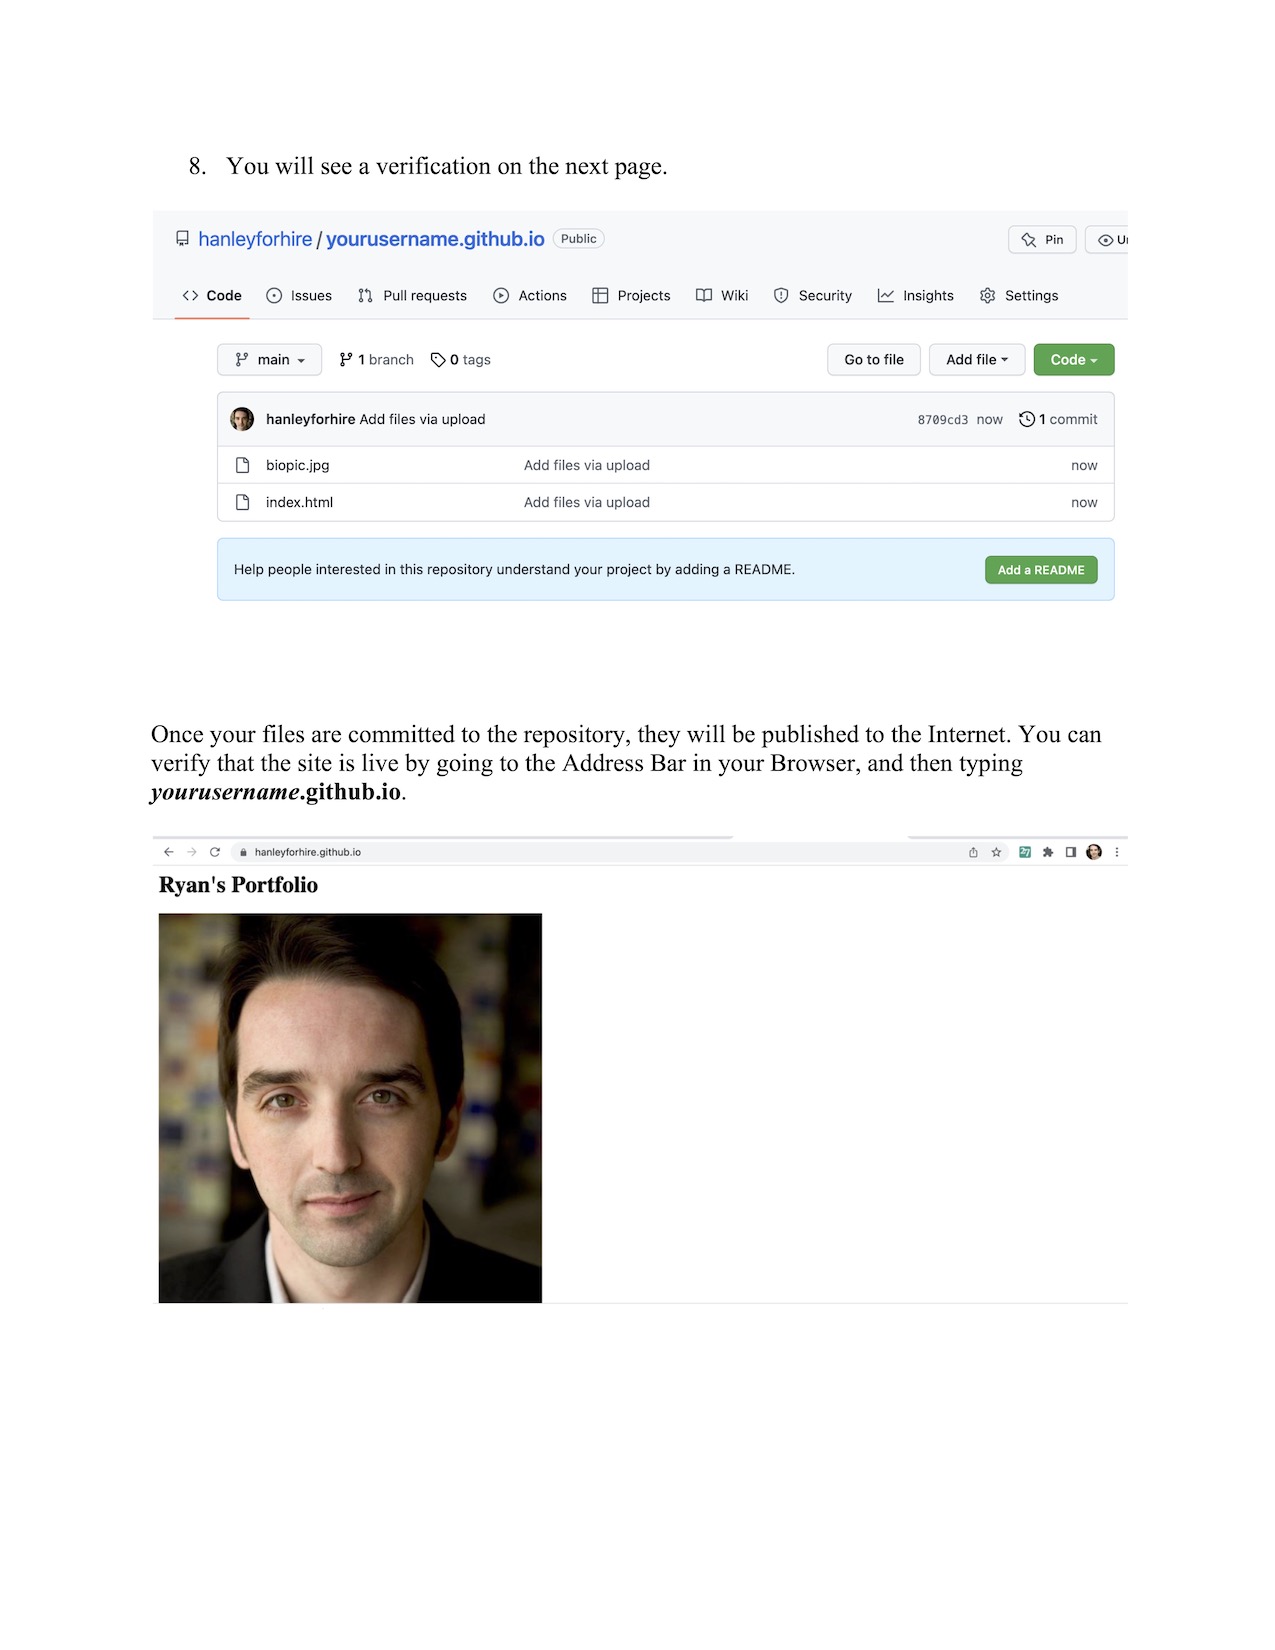 8. You will see a verification on the next page.
hanleyforhire / yourusername.github.io Public Pin
Code Issues Pull requests Actions Projects Wiki Security Insights Settings
main 1 branch 0 tags Go to file Add file Code
hanleyforhire Add files via upload 8709cd3 now 1 commit
biopic.jpg Add files via upload now
index.html Add files via upload now
Help people interested in this repository understand your project by adding a README. Add a README
Once your files are committed to the repository, they will be published to the Internet. You can
verify that the site is live by going to the Address Bar in your Browser, and then typing
yourusername.github.io.
hanleyforhire.github.io
Ryan's Portfolio